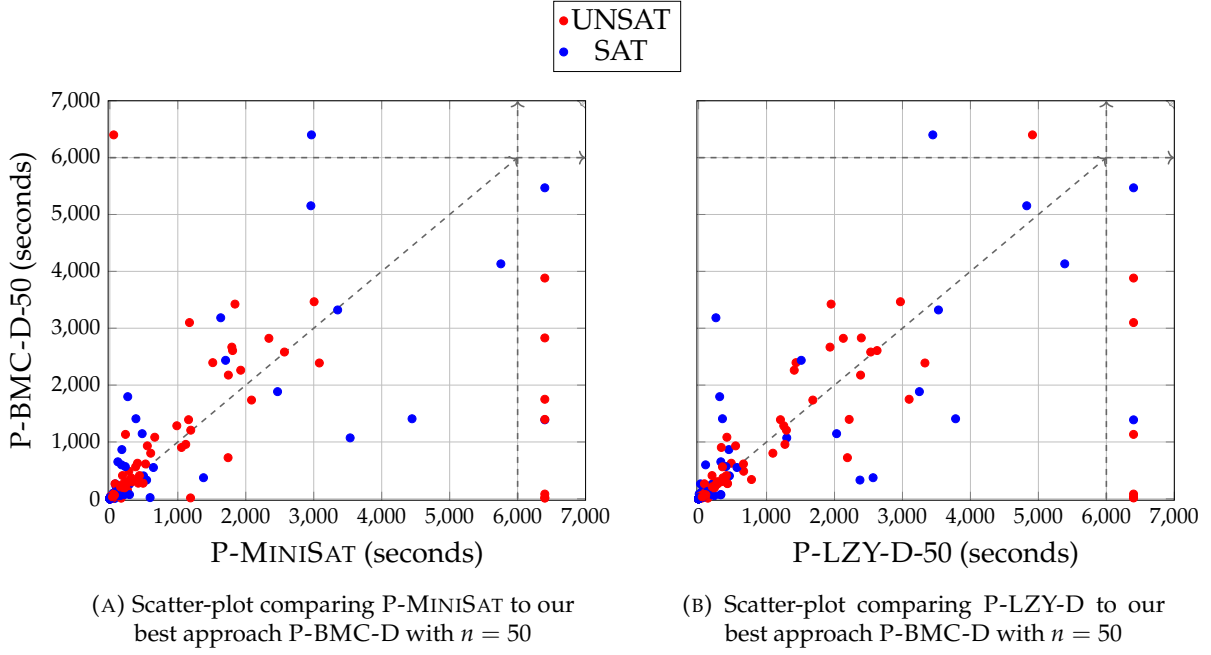 UNSAT
SAT
7,000
6,000
5,000
4,000
3,000
2,000
1,000
0
0 1,000 2,000 3,000 4,000 5,000 6,000 7,000
P-BMC-D-50 (seconds)
P-MINISAT (seconds)
(A) Scatter-plot comparing P-MINISAT to our
best approach P-BMC-D with n = 50
7,000
6,000
5,000
4,000
3,000
2,000
1,000
0
0 1,000 2,000 3,000 4,000 5,000 6,000 7,000
P-LZY-D-50 (seconds)
(B) Scatter-plot comparing P-LZY-D to our
best approach P-BMC-D with n = 50